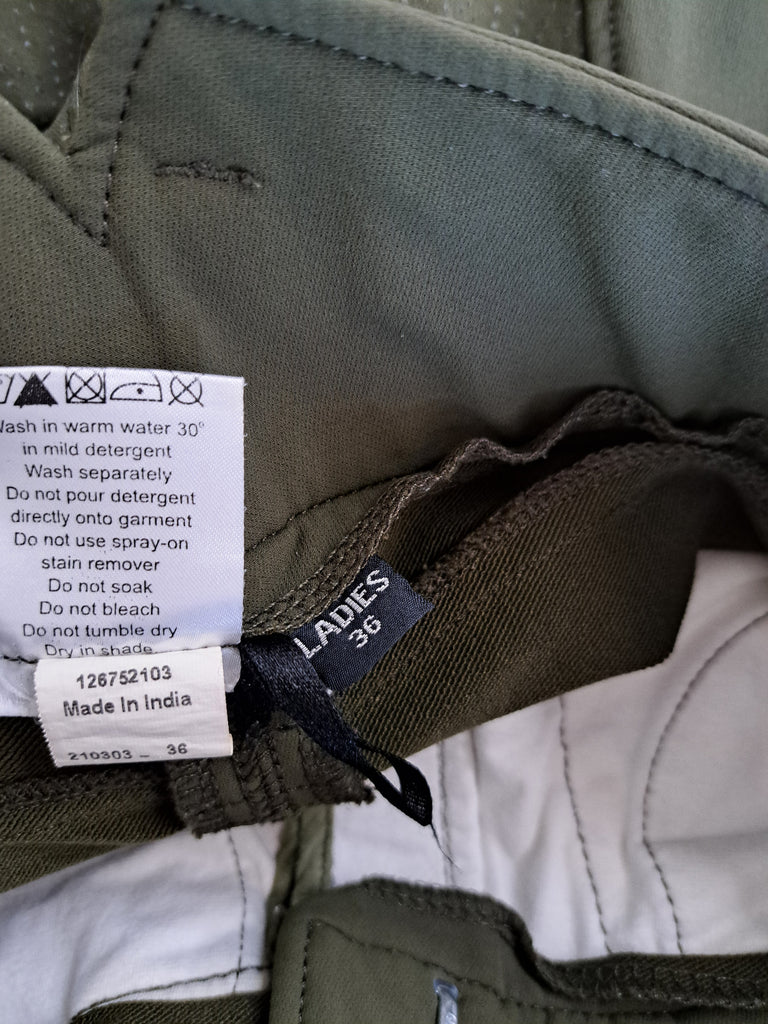 Wash in warm water 30°
in mild detergent
Wash separately
Do not pour detergent
directly onto garment
Do not use spray-on
stain remover
Do not soak
Do not bleach
Do not tumble dry
Dry in shade
126752103
Made In India
210303 - 36
LADIES
36